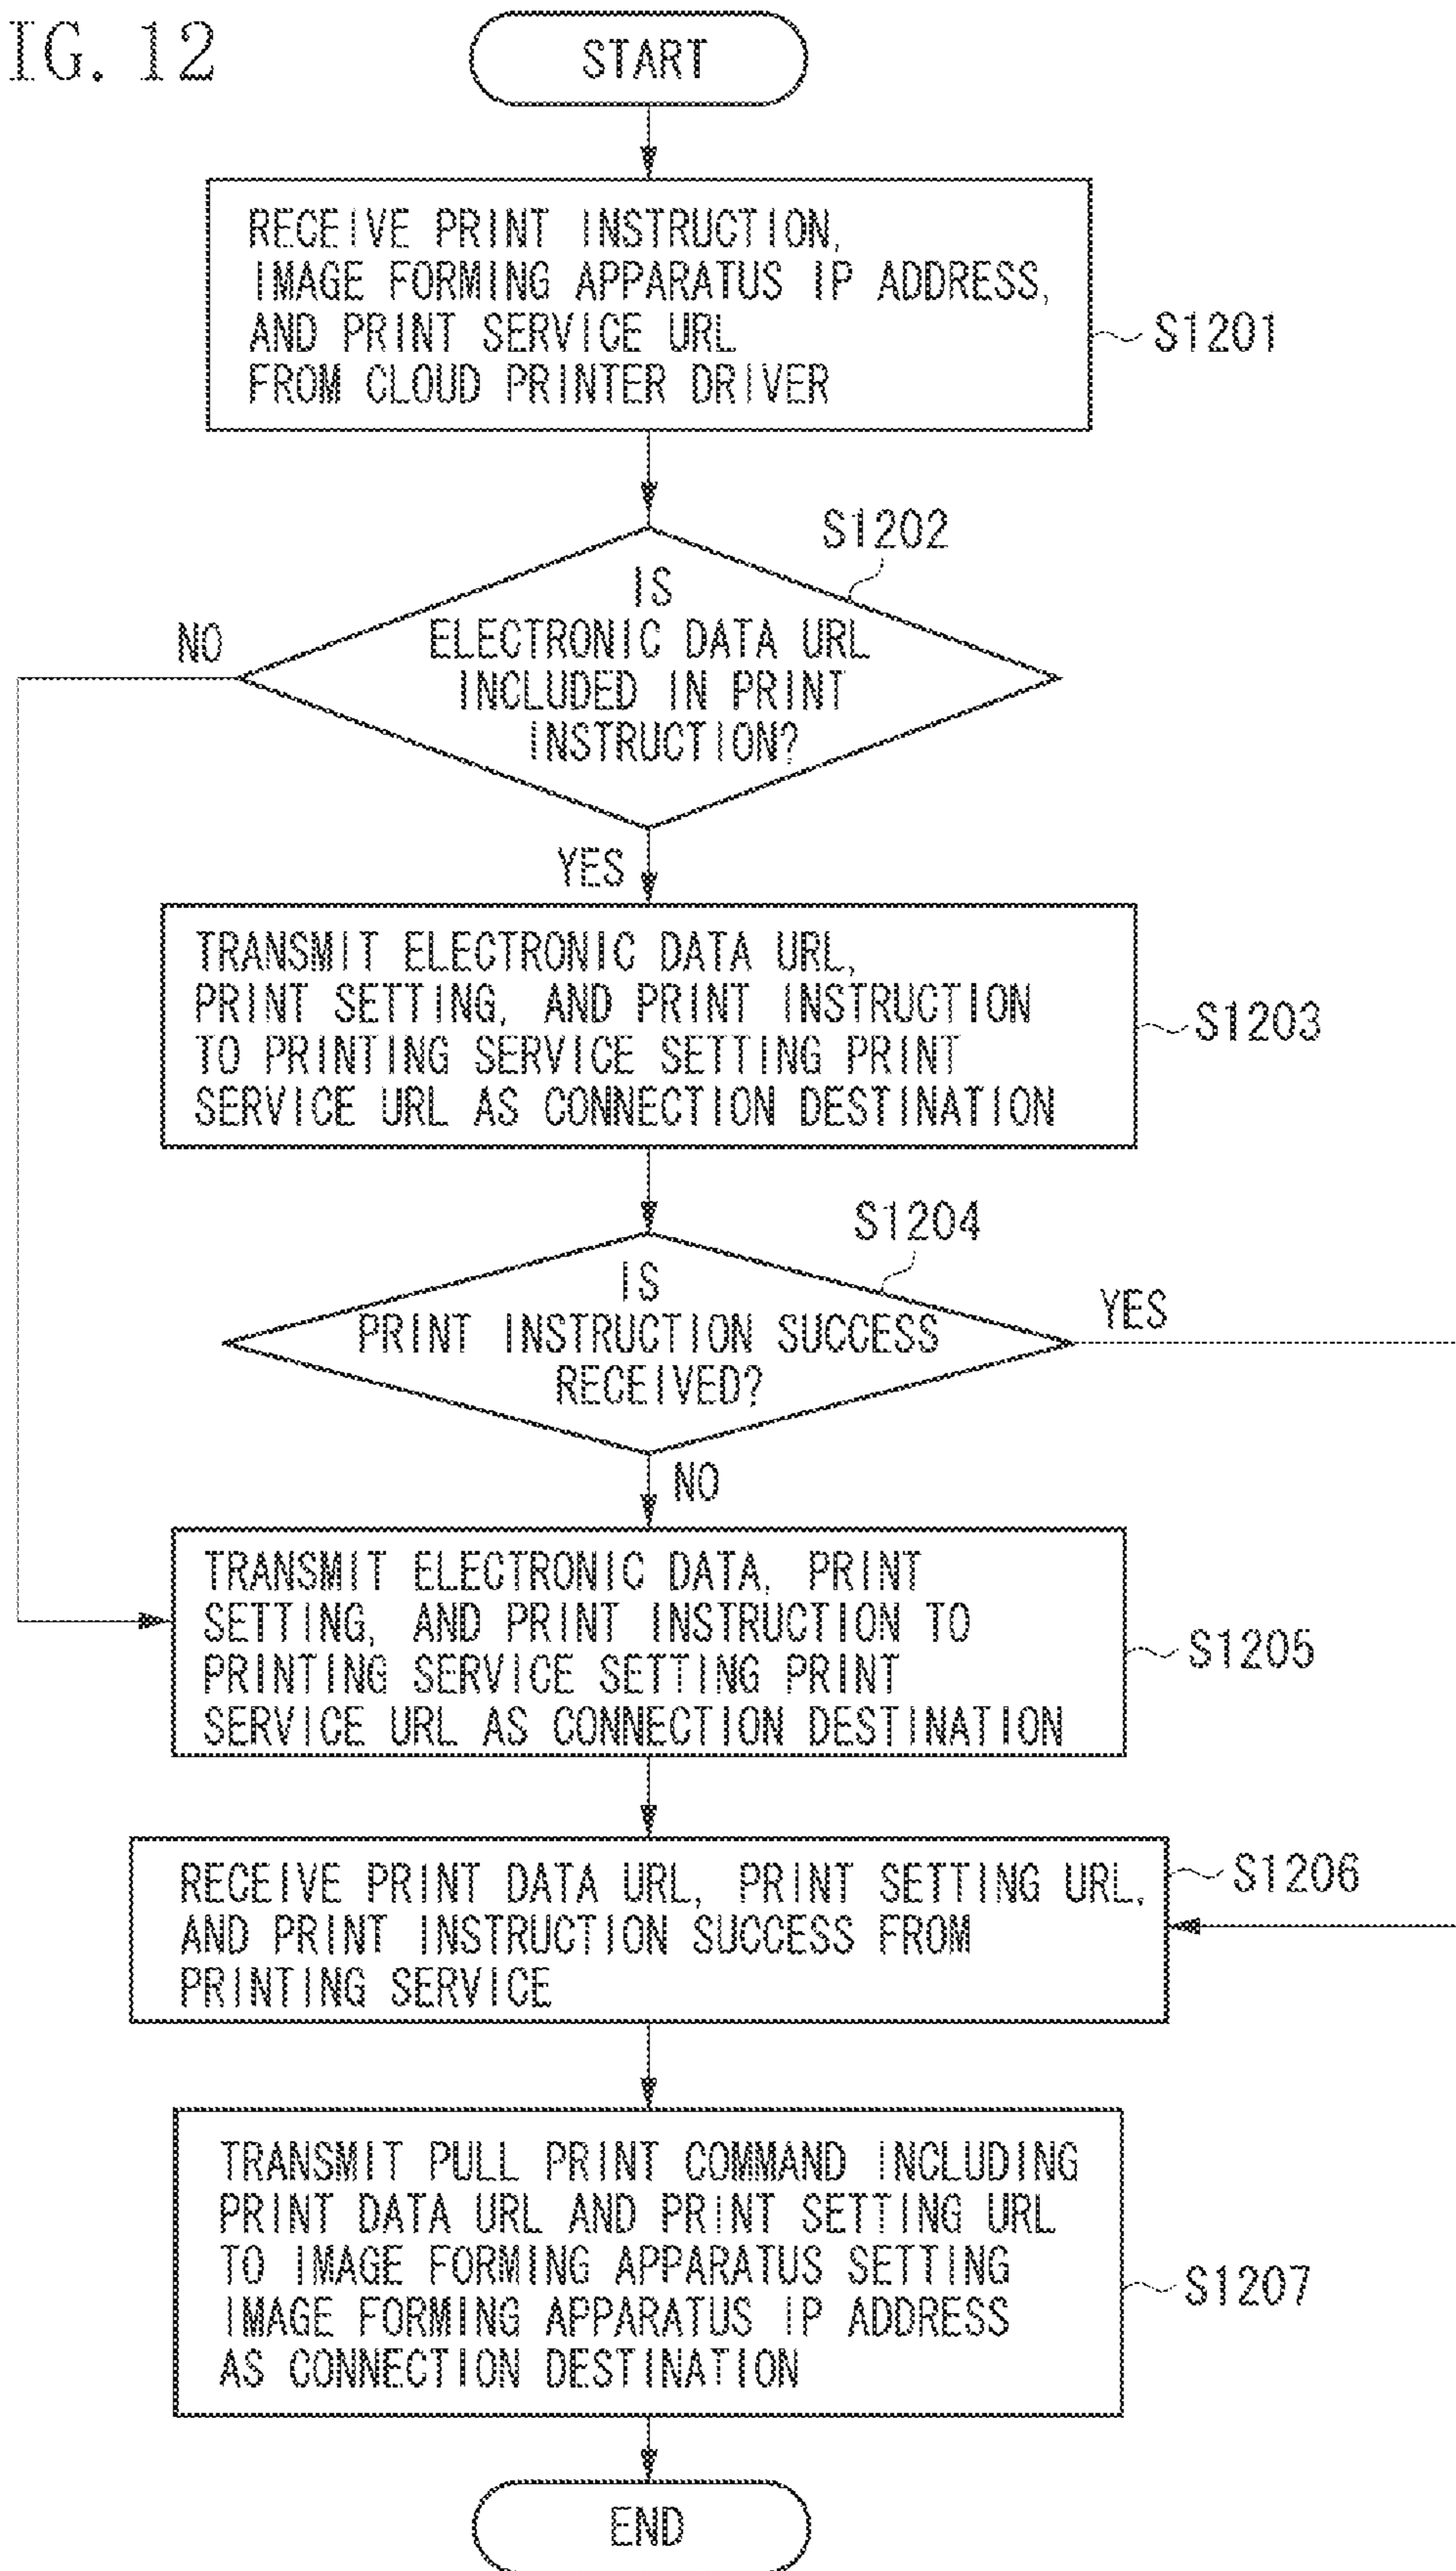 IG. 12
START
RECEIVE PRINT INSTRUCTION,
IMAGE FORMING APPARATUS IP ADDRESS,
AND PRINT SERVICE URL
FROM CLOUD PRINTER DRIVER
S1201
S1202
IS
ELECTRONIC DATA URL
INCLUDED IN PRINT
INSTRUCTION?
NO
YES
TRANSMIT ELECTRONIC DATA URL,
PRINT SETTING, AND PRINT INSTRUCTION
TO PRINTING SERVICE SETTING PRINT
SERVICE URL AS CONNECTION DESTINATION
S1203
S1204
IS
PRINT INSTRUCTION SUCCESS
RECEIVED?
YES
NO
TRANSMIT ELECTRONIC DATA, PRINT
SETTING, AND PRINT INSTRUCTION TO
PRINTING SERVICE SETTING PRINT
SERVICE URL AS CONNECTION DESTINATION
S1205
RECEIVE PRINT DATA URL, PRINT SETTING URL,
AND PRINT INSTRUCTION SUCCESS FROM
PRINTING SERVICE
S1206
TRANSMIT PULL PRINT COMMAND INCLUDING
PRINT DATA URL AND PRINT SETTING URL
TO IMAGE FORMING APPARATUS SETTING
IMAGE FORMING APPARATUS IP ADDRESS
AS CONNECTION DESTINATION
S1207
END